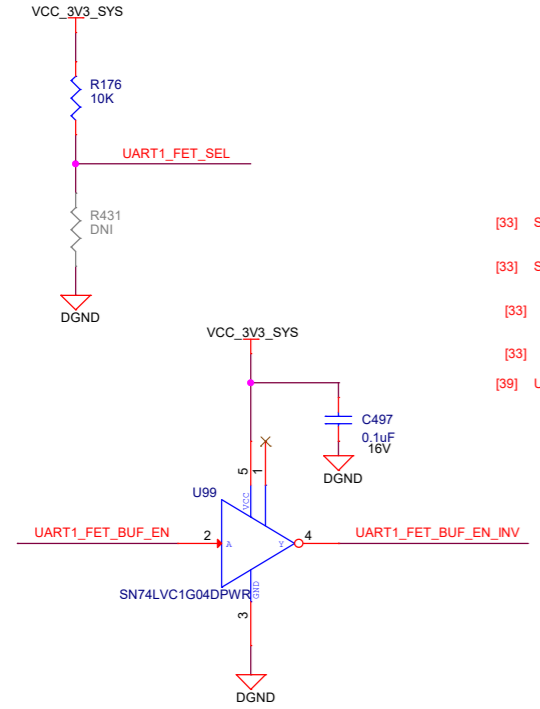 VCC_3V3_SYS
R176
10K
UART1_FET_SEL
R431
DNI
DGND
[33] S
[33] S
[33]
[33]
[39] U
VCC_3V3_SYS
C497
0.1uF
16V
DGND
5
1
U99
VCC
UART1_FET_BUF_EN
2
A
Y
4
UART1_FET_BUF_EN_INV
SN74LVC1G04DPWR
GND
3
DGND